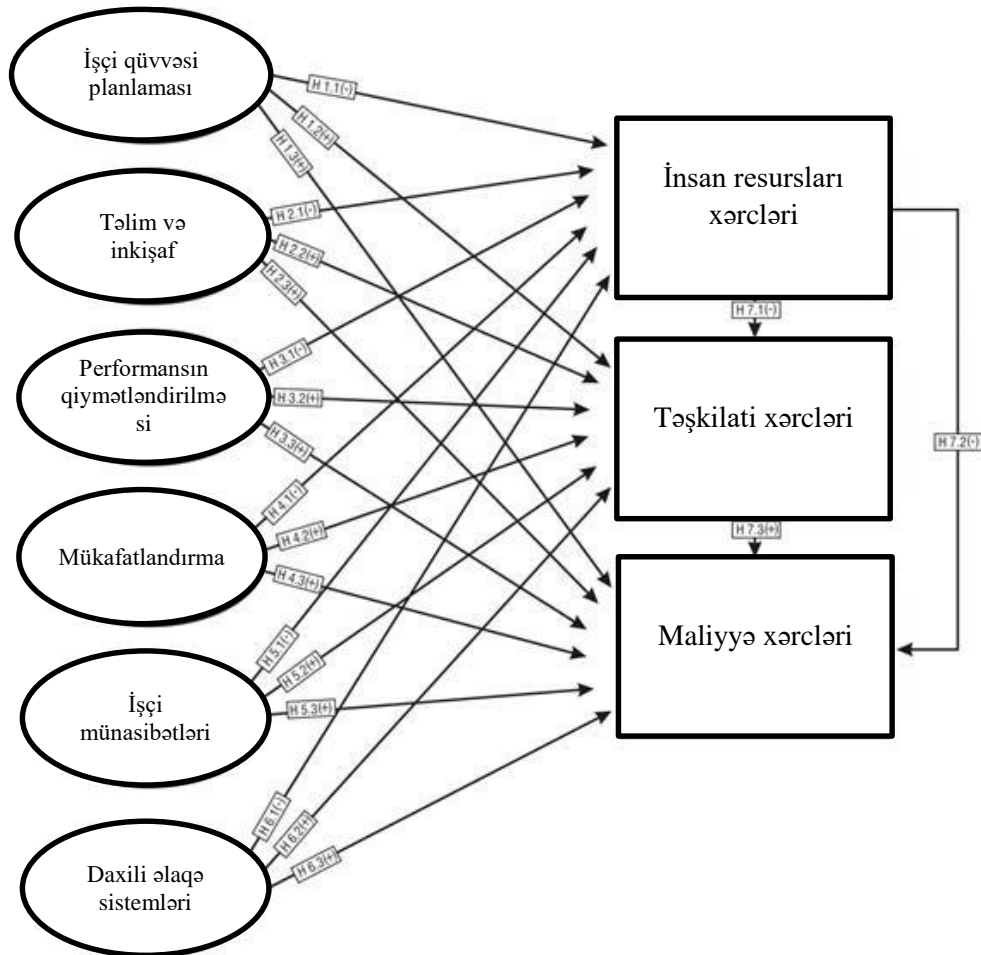 İşçi qüvvəsi
planlaması
H 1.1(-)
H 1.2(+)
H 1.3(+)
Təlim və
inkişaf
H 2.1(-)
H 2.2(+)
H 2.3(+)
Performansın
qiymətləndirilmə
si
H 3.1(-)
H 3.2(+)
H 3.3(+)
Mükafatlandırma
H 4.1(-)
H 4.2(+)
H 4.3(+)
İşçi
münasibətləri
H 5.1(-)
H 5.2(+)
H 5.3(+)
Daxili əlaqə
sistemləri
H 6.1(-)
H 6.2(+)
H 6.3(+)
İnsan resursları
xərcləri
H 7.1(-)
Təşkilati xərcləri
H 7.2(-)
H 7.3(+)
Maliyyə xərcləri